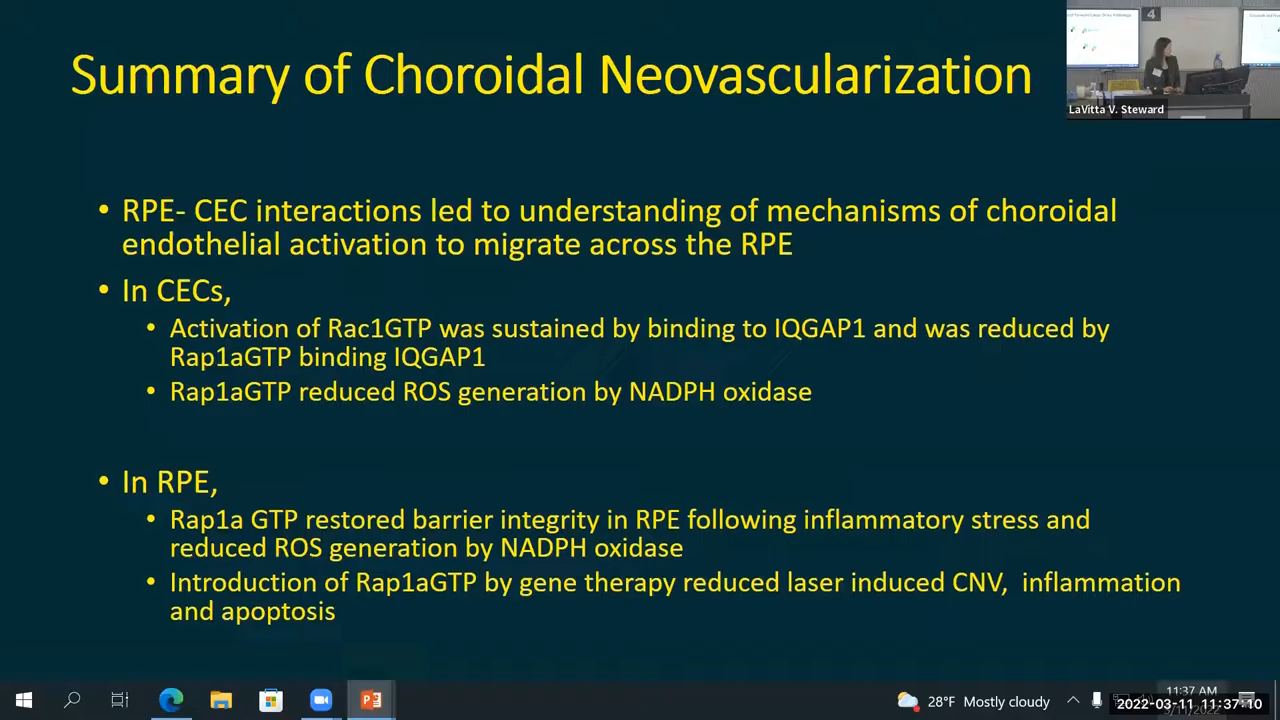 Summary of Choroidal Neovascularization
4
LaVitta V. Steward
• RPE- CEC interactions led to understanding of mechanisms of choroidal
endothelial activation to migrate across the RPE
• In CECs,
• Activation of Rac1GTP was sustained by binding to IQGAP1 and was reduced by
Rap1aGTP binding IQGAP1
• Rap1aGTP reduced ROS generation by NADPH oxidase
• In RPE,
• Rap1a GTP restored barrier integrity in RPE following inflammatory stress and
reduced ROS generation by NADPH oxidase
• Introduction of Rap1aGTP by gene therapy reduced laser induced CNV, inflammation
and apoptosis
28°F Mostly cloudy
11:37 AM
2022-03-11 11:37:10